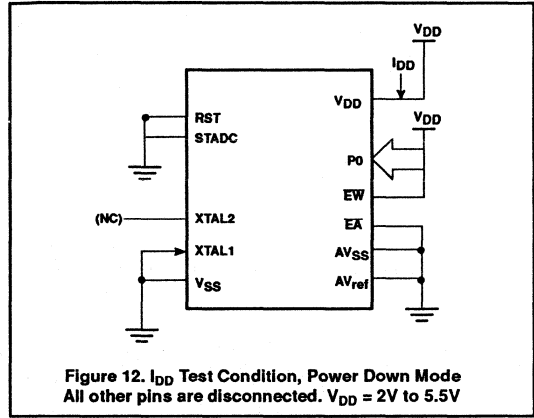 VDD
IDD
VDD
RST
STADC
VDD
P0
EW
(NC)
XTAL2
EA
XTAL1
AVSS
VSS
AVref
Figure 12. IDD Test Condition, Power Down Mode
All other pins are disconnected. VDD = 2V to 5.5V